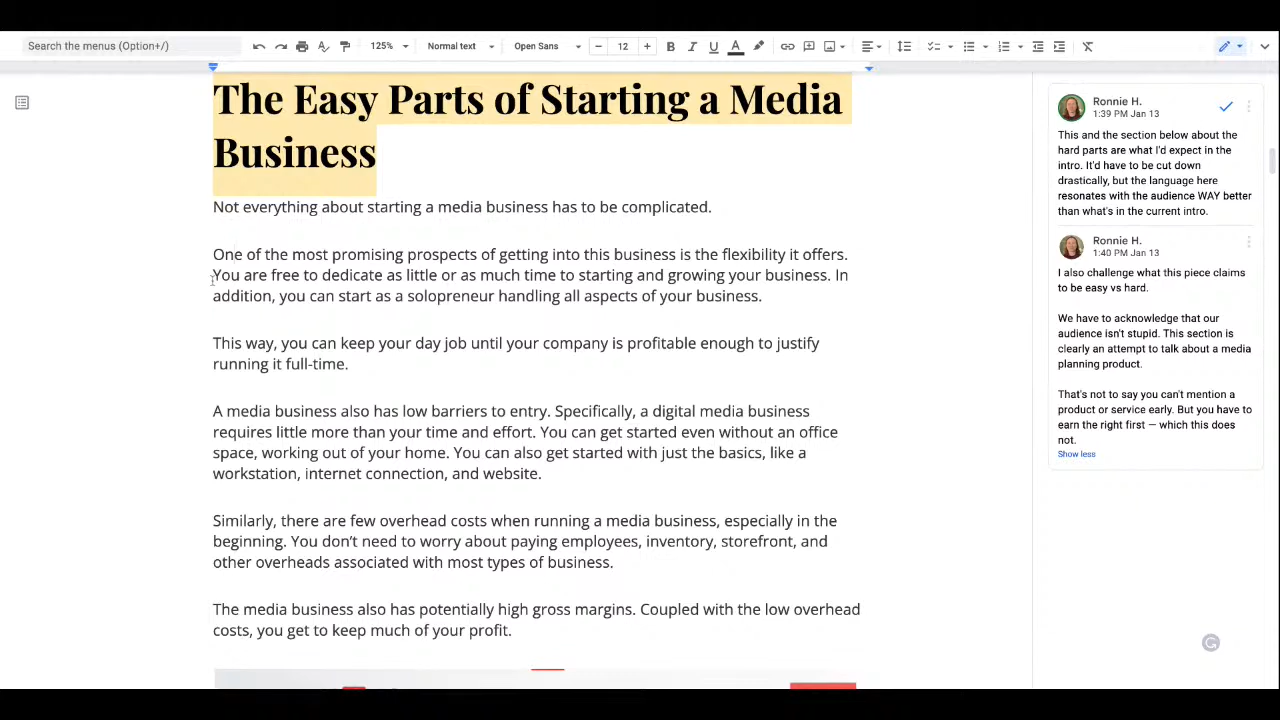 Search the menus (Option+/)
125%
Normal text
Open Sans
12
The Easy Parts of Starting a Media
Business
Not everything about starting a media business has to be complicated.
One of the most promising prospects of getting into this business is the flexibility it offers.
You are free to dedicate as little or as much time to starting and growing your business. In
addition, you can start as a solopreneur handling all aspects of your business.
This way, you can keep your day job until your company is profitable enough to justify
running it full-time.
A media business also has low barriers to entry. Specifically, a digital media business
requires little more than your time and effort. You can get started even without an office
space, working out of your home. You can also get started with just the basics, like a
workstation, internet connection, and website.
Similarly, there are few overhead costs when running a media business, especially in the
beginning. You don't need to worry about paying employees, inventory, storefront, and
other overheads associated with most types of business.
The media business also has potentially high gross margins. Coupled with the low overhead
costs, you get to keep much of your profit.
Ronnie H.
1:39 PM Jan 13
This and the section below about the
hard parts are what I'd expect in the
intro. It'd have to be cut down
drastically, but the language here
resonates with the audience WAY better
than what's in the current intro.
Ronnie H.
1:40 PM Jan 13
I also challenge what this piece claims
to be easy vs hard.
We have to acknowledge that our
audience isn't stupid. This section is
clearly an attempt to talk about a media
planning product.
That's not to say you can't mention a
product or service early. But you have to
earn the right first — which this does
not.
Show less